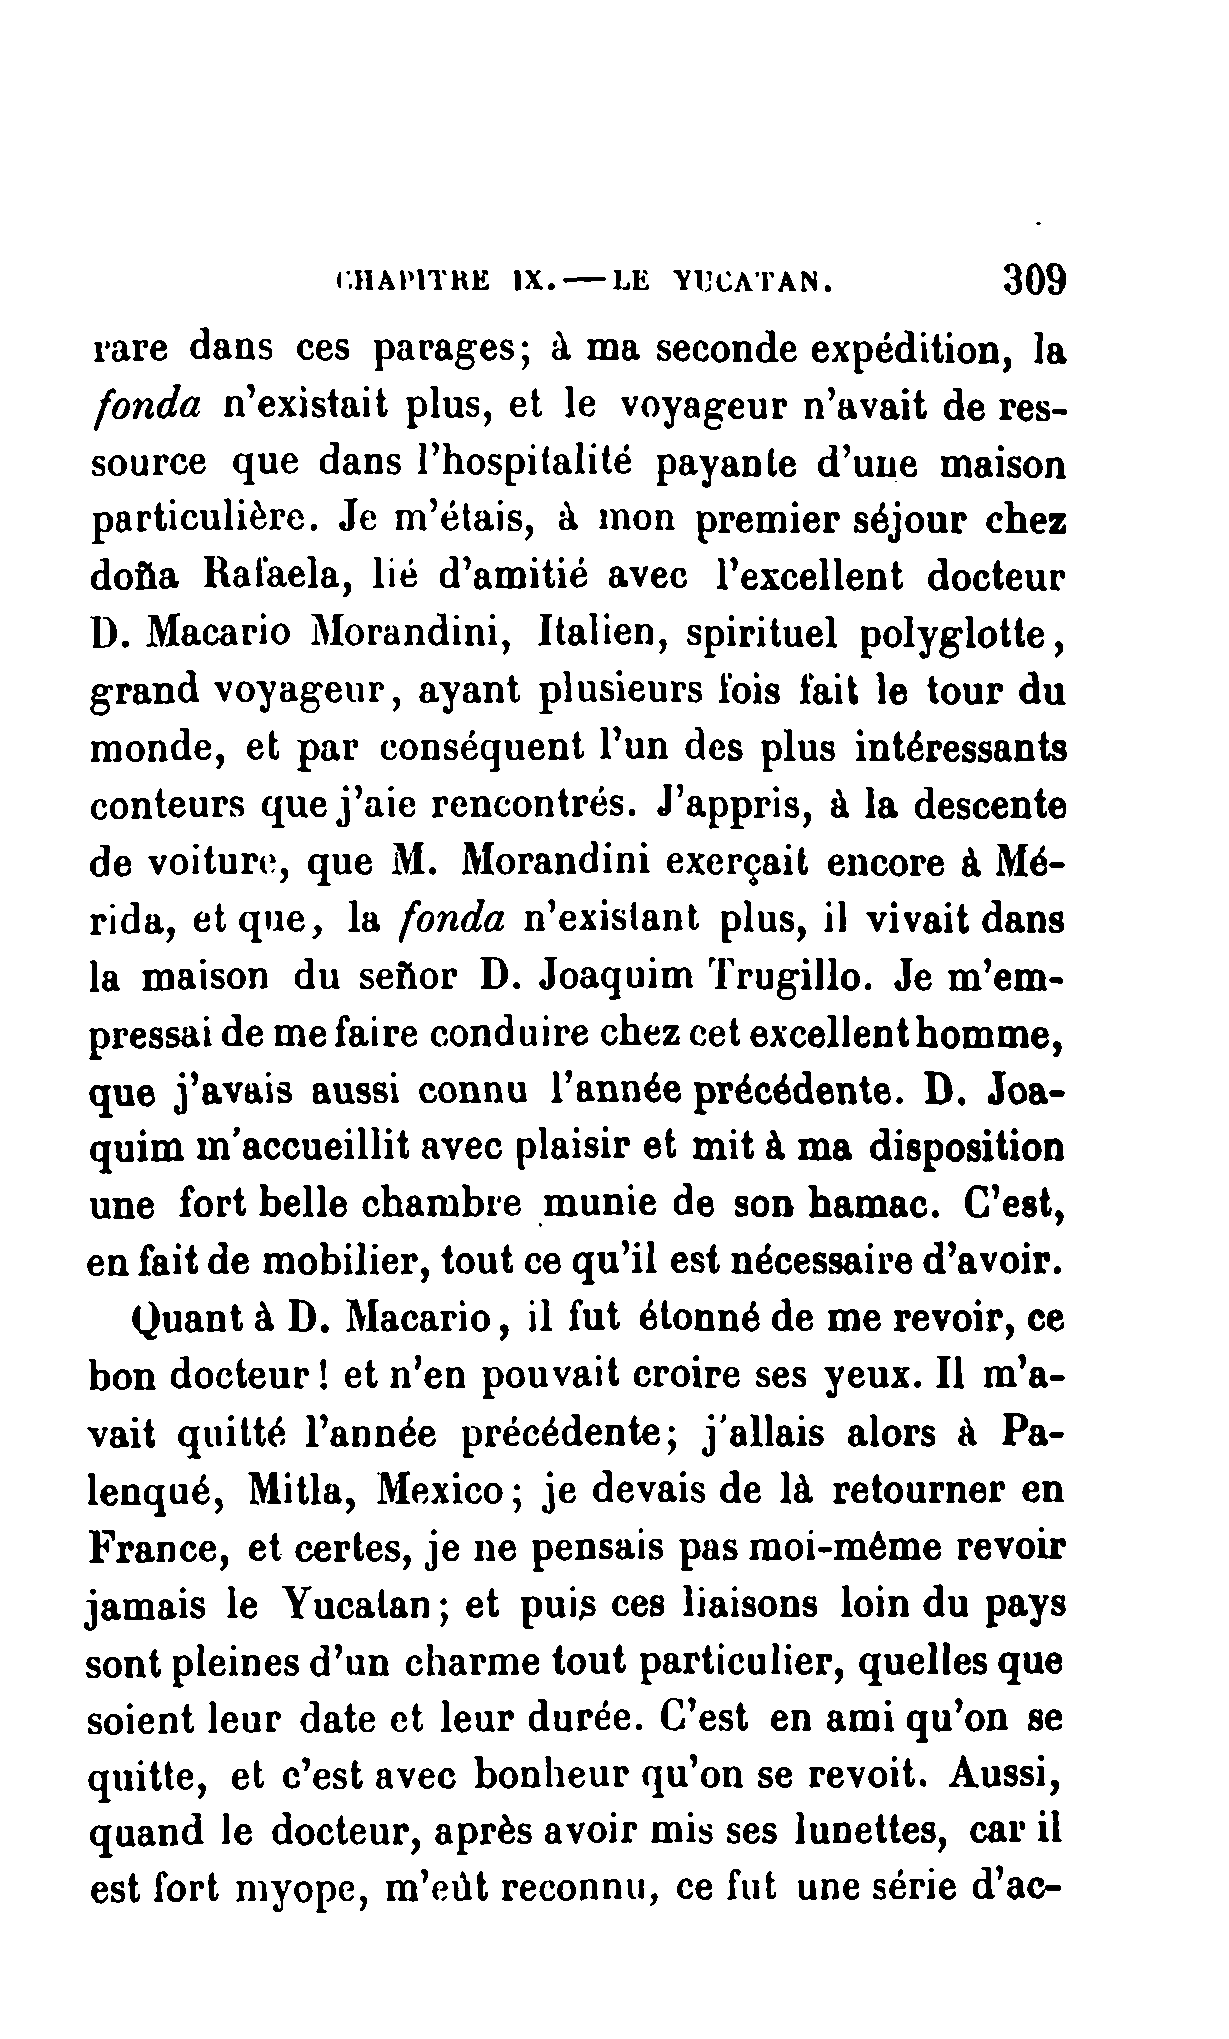 CHAPITRE IX. — LE YUCATAN. 309
rare dans ces parages; à ma seconde expédition, la
fonda n'existait plus, et le voyageur n'avait de res-
source que dans l'hospitalité payante d'une maison
particulière. Je m'étais, à mon premier séjour chez
doña Rafaela, lié d'amitié avec l'excellent docteur
D. Macario Morandini, Italien, spirituel polyglotte,
grand voyageur, ayant plusieurs fois fait le tour du
monde, et par conséquent l'un des plus intéressants
conteurs que j'aie rencontrés. J'appris, à la descente
de voiture, que M. Morandini exerçait encore à Mé-
rida, et que, la fonda n'existant plus, il vivait dans
la maison du señor D. Joaquim Trugillo. Je m'em-
pressai de me faire conduire chez cet excellent homme,
que j'avais aussi connu l'année précédente. D. Joa-
quim m'accueillit avec plaisir et mit à ma disposition
une fort belle chambre munie de son hamac. C'est,
en fait de mobilier, tout ce qu'il est nécessaire d'avoir.
Quant à D. Macario, il fut étonné de me revoir, ce
bon docteur! et n'en pouvait croire ses yeux. Il m'a-
vait quitté l'année précédente; j'allais alors à Pa-
lenqué, Mitla, Mexico; je devais de là retourner en
France, et certes, je ne pensais pas moi-même revoir
jamais le Yucatan; et puis ces liaisons loin du pays
sont pleines d'un charme tout particulier, quelles que
soient leur date et leur durée. C'est en ami qu'on se
quitte, et c'est avec bonheur qu'on se revoit. Aussi,
quand le docteur, après avoir mis ses lunettes, car il
est fort myope, m'eût reconnu, ce fut une série d'ac-